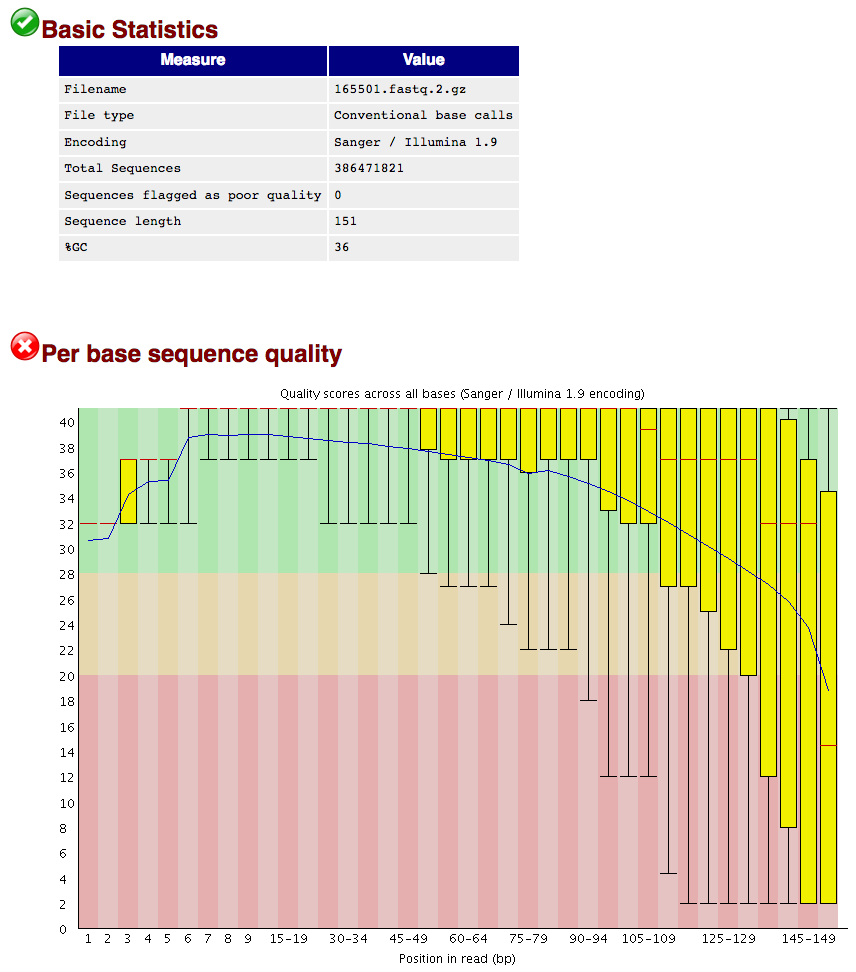 Basic Statistics
Measure Value
Filename 165501.fastq.2.gz
File type Conventional base calls
Encoding Sanger / Illumina 1.9
Total Sequences 386471821
Sequences flagged as poor quality 0
Sequence length 151
%GC 36
Per base sequence quality
Quality scores across all bases (Sanger / Illumina 1.9 encoding)
40
38
36
34
32
30
28
26
24
22
20
18
16
14
12
10
8
6
4
2
0
1 2 3 4 5 6 7 8 9 15-19 30-34 45-49 60-64 75-79 90-94 105-109 125-129 145-149
Position in read (bp)